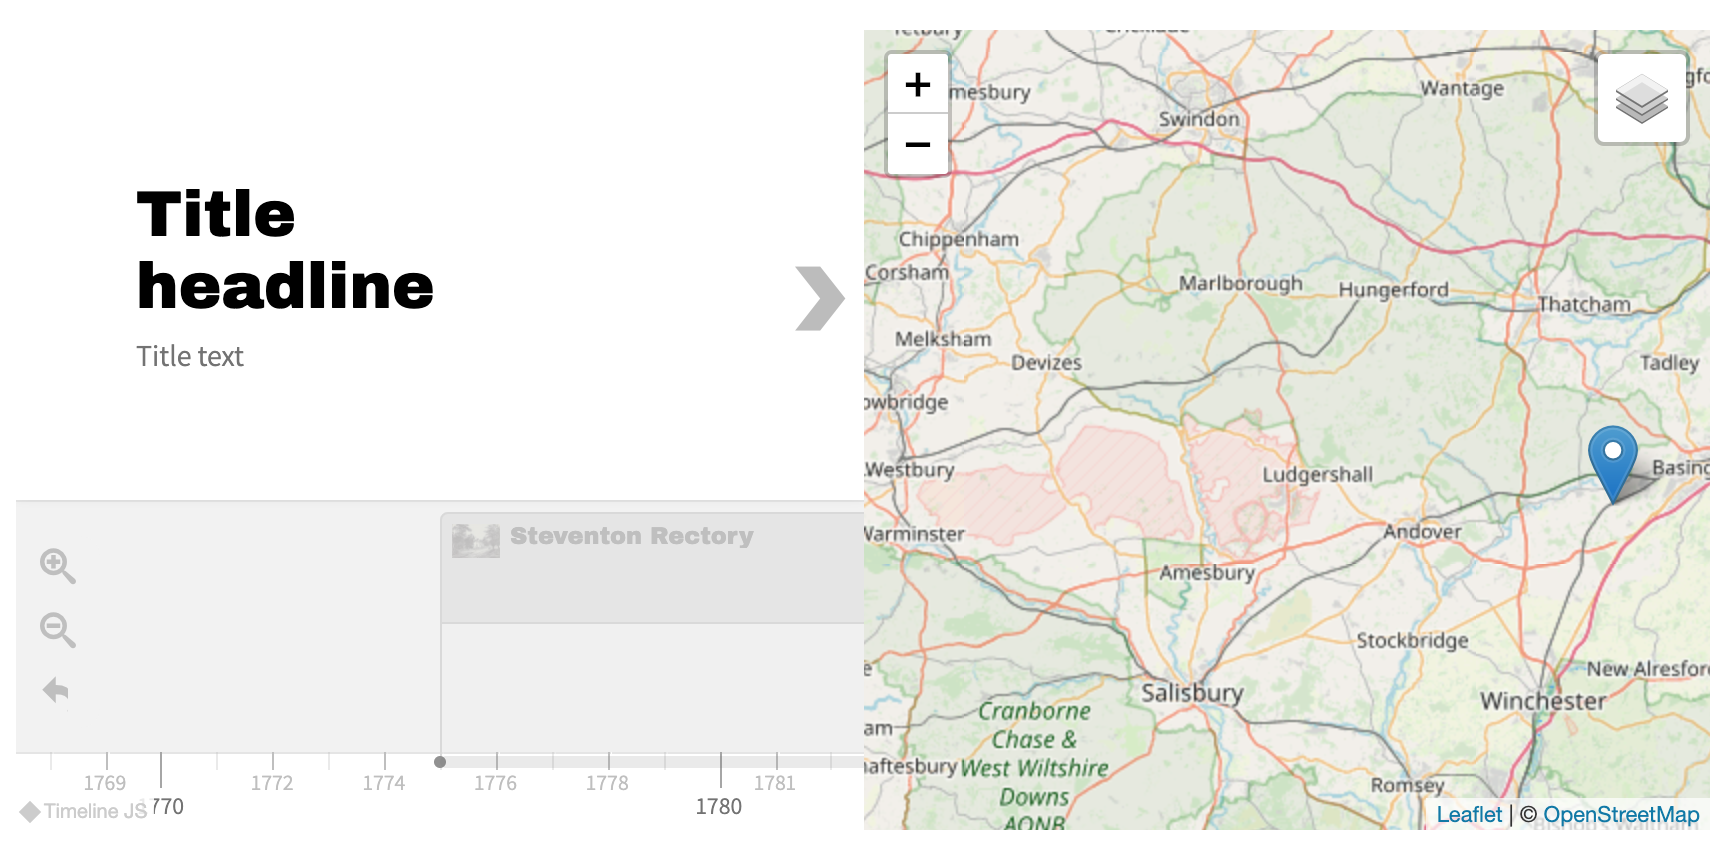 Title
headline
Title text
Steventon Rectory
1769
1772
1774
1776
1778
1781
Timeline JS
770
1780
+
−
mesbury
Swindon
Wantage
Chippenham
Corsham
Marlborough
Hungerford
Thatcham
Melksham
Devizes
Tadley
owbridge
Westbury
Ludgershall
Basing
Warminster
Andover
Amesbury
Stockbridge
New Alresfor
Salisbury
Winchester
Cranborne
Chase &
West Wiltshire
Downs
AONB
am
aftesbury
Romsey
Leaflet | © OpenStreetMap